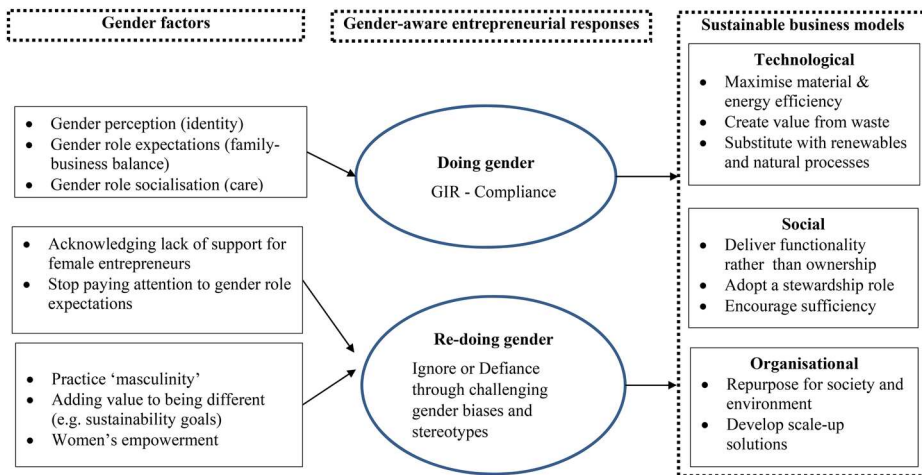 Gender factors
Gender-aware entrepreneurial responses
Sustainable business models
• Gender perception (identity)
• Gender role expectations (family-
business balance)
• Gender role socialisation (care)
• Acknowledging lack of support for
female entrepreneurs
• Stop paying attention to gender role
expectations
• Practice ‘masculinity’
• Adding value to being different
(e.g. sustainability goals)
• Women’s empowerment
Doing gender
GIR - Compliance
Re-doing gender
Ignore or Defiance
through challenging
gender biases and
stereotypes
Technological
• Maximise material &
energy efficiency
• Create value from waste
• Substitute with renewables
and natural processes
Social
• Deliver functionality
rather than ownership
• Adopt a stewardship role
• Encourage sufficiency
Organisational
• Repurpose for society and
environment
• Develop scale-up
solutions